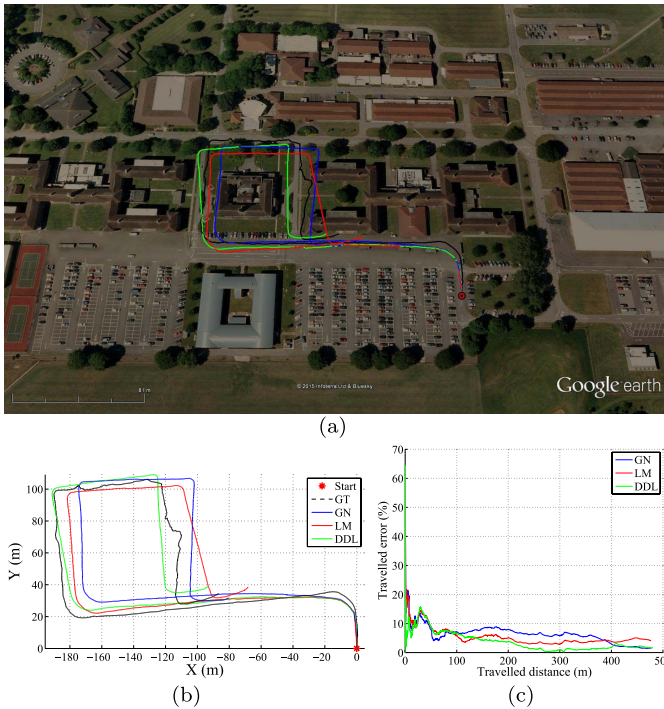 81 m
© 2015 Infoterra Ltd & Bluesky
Google earth
(a)
100
80
60
40
20
0
Y (m)
−180
−160
−140
−120
−100
−80
−60
−40
−20
0
X (m)
Start
GT
GN
LM
DDL
(b)
70
60
50
40
30
20
10
0
Travelled error (%)
0
100
200
300
400
500
Travelled distance (m)
GN
LM
DDL
(c)